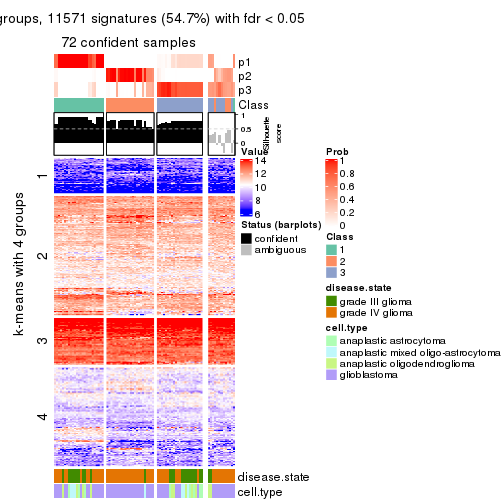 groups, 11571 signatures (54.7%) with fdr < 0.05
72 confident samples
p1
p2
p3
Class
1
0.5
0
Silhouette
score
k-means with 4 groups
1
2
3
4
disease.state
cell.type
Value
14
12
10
8
6
Status (barplots)
confident
ambiguous
Prob
1
0.8
0.6
0.4
0.2
0
Class
1
2
3
disease.state
grade III glioma
grade IV glioma
cell.type
anaplastic astrocytoma
anaplastic mixed oligo-astrocytoma
anaplastic oligodendroglioma
glioblastoma